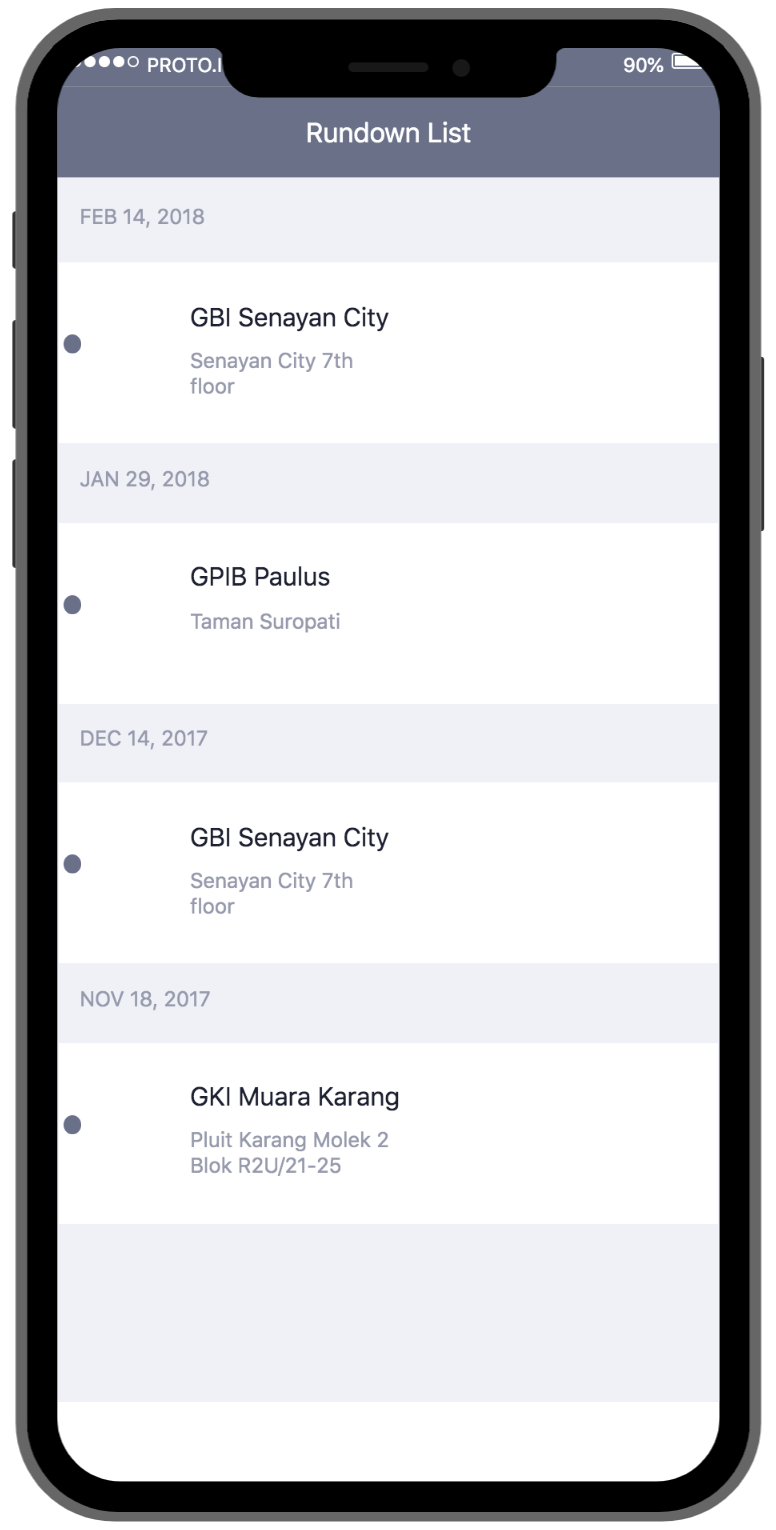 PROTO.I
90%
Rundown List
FEB 14, 2018
GBI Senayan City
Senayan City 7th
floor
JAN 29, 2018
GPIB Paulus
Taman Suropati
DEC 14, 2017
GBI Senayan City
Senayan City 7th
floor
NOV 18, 2017
GKI Muara Karang
Pluit Karang Molek 2
Blok R2U/21-25